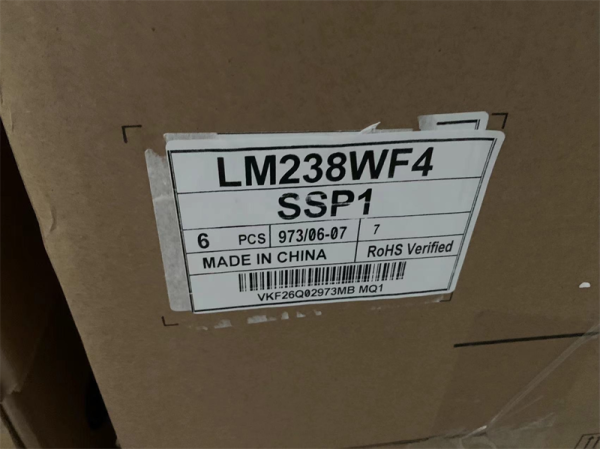 LM238WF4
SSP1
6 PCS 973/06-07 7
MADE IN CHINA RoHS Verified
VKF26Q02973MB MQ1